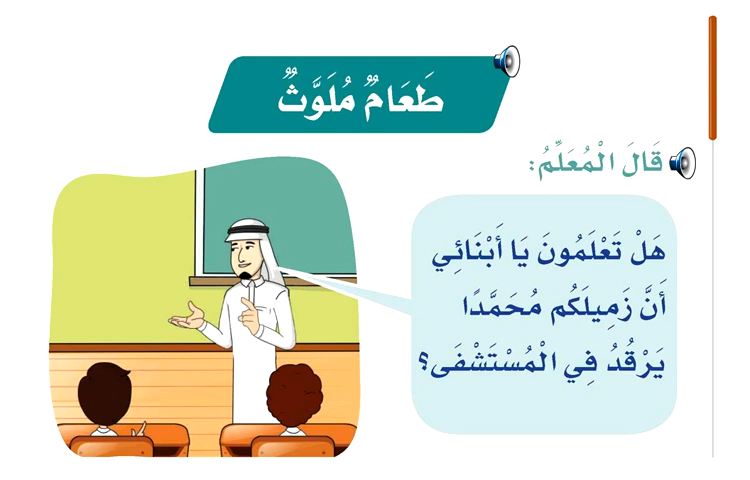 طَعَامٌ مُلَوَّثٌ
قَالَ الْمُعَلِّمُ:
هَلْ تَعْلَمُونَ يَا أَبْنَائِي
أَنَّ زَمِيلَكُم مُحَمَّدًا
يَرْقُدُ فِي الْمُسْتَشْفَى؟